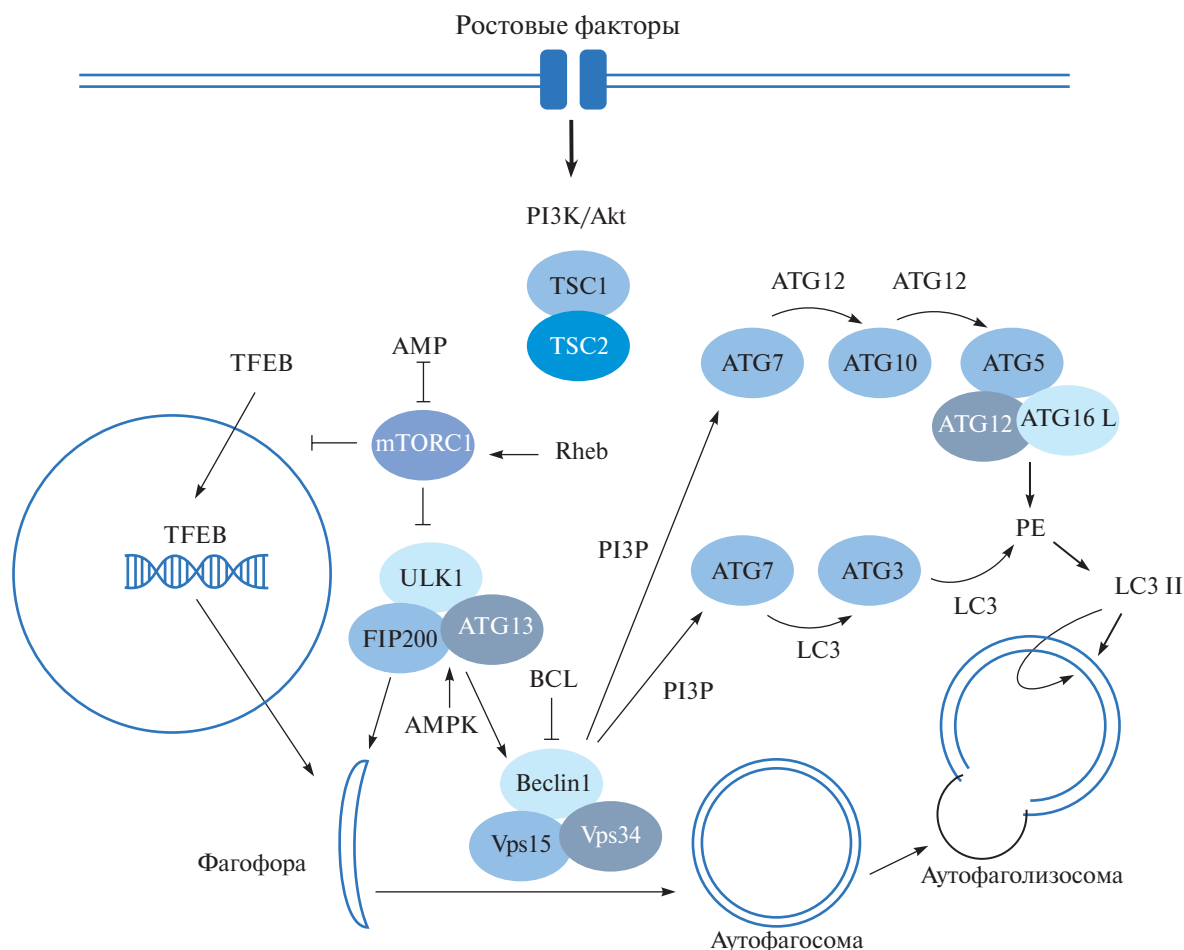 Ростовые факторы
PI3K/Akt
TSC1
TSC2
ATG12
ATG12
ATG7
ATG10
ATG5
ATG12
ATG16 L
AMP
TFEB
mTORC1
Rheb
TFEB
PE
PI3P
ATG7
ATG3
LC3
LC3
LC3 II
ULK1
FIP200
ATG13
BCL
PI3P
AMPK
Beclin1
Vps15
Vps34
Фагофора
Аутофаголизосома
Аутофагосома